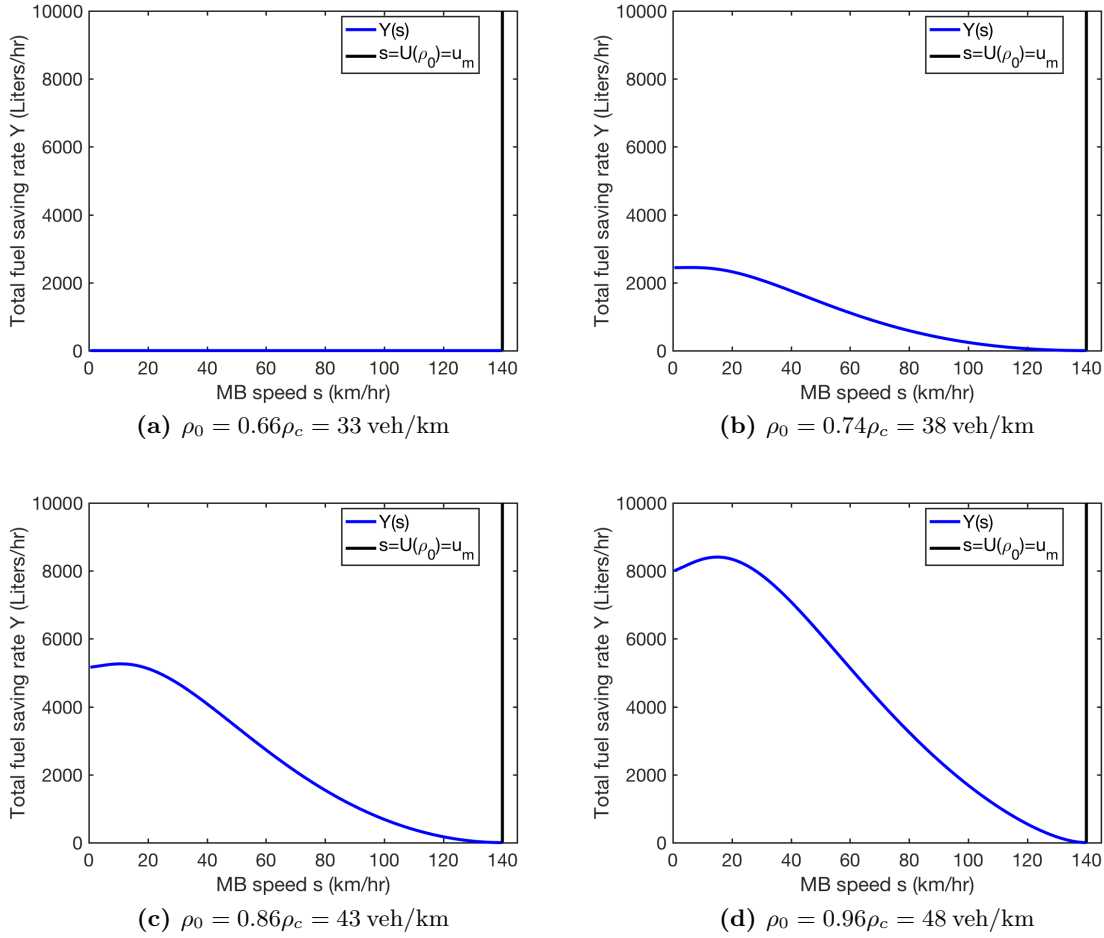 10000
8000
6000
4000
2000
0
Total fuel saving rate Y (Liters/hr)
Y(s)
s=U(ρ₀)=uₘ
0 20 40 60 80 100 120 140
MB speed s (km/hr)
(a) ρ₀ = 0.66ρ_c = 33 veh/km
10000
8000
6000
4000
2000
0
Total fuel saving rate Y (Liters/hr)
Y(s)
s=U(ρ₀)=uₘ
0 20 40 60 80 100 120 140
MB speed s (km/hr)
(b) ρ₀ = 0.74ρ_c = 38 veh/km
10000
8000
6000
4000
2000
0
Total fuel saving rate Y (Liters/hr)
Y(s)
s=U(ρ₀)=uₘ
0 20 40 60 80 100 120 140
MB speed s (km/hr)
(c) ρ₀ = 0.86ρ_c = 43 veh/km
10000
8000
6000
4000
2000
0
Total fuel saving rate Y (Liters/hr)
Y(s)
s=U(ρ₀)=uₘ
0 20 40 60 80 100 120 140
MB speed s (km/hr)
(d) ρ₀ = 0.96ρ_c = 48 veh/km